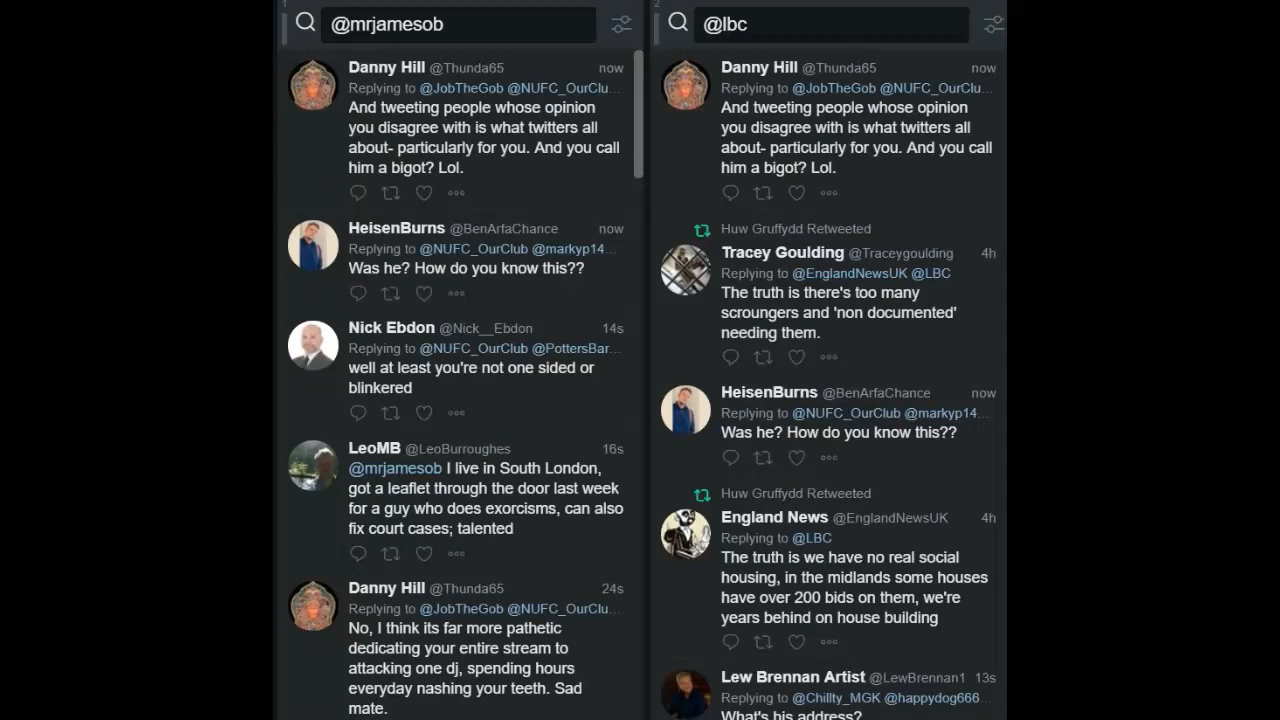 1
@mrjamesob
Danny Hill @Thunda65 now
Replying to @JobTheGob @NUFC_OurClu...
And tweeting people whose opinion
you disagree with is what twitters all
about- particularly for you. And you call
him a bigot? Lol.
HeisenBurns @BenArfaChance now
Replying to @NUFC_OurClub @markyp14...
Was he? How do you know this??
Nick Ebdon @Nick__Ebdon 14s
Replying to @NUFC_OurClub @PottersBar...
well at least you're not one sided or
blinkered
LeoMB @LeoBurroughes 16s
@mrjamesob I live in South London,
got a leaflet through the door last week
for a guy who does exorcisms, can also
fix court cases; talented
Danny Hill @Thunda65 24s
Replying to @JobTheGob @NUFC_OurClu...
No, I think its far more pathetic
dedicating your entire stream to
attacking one dj, spending hours
everyday nashing your teeth. Sad
mate.
2
@lbc
Danny Hill @Thunda65 now
Replying to @JobTheGob @NUFC_OurClu...
And tweeting people whose opinion
you disagree with is what twitters all
about- particularly for you. And you call
him a bigot? Lol.
Huw Gruffydd Retweeted
Tracey Goulding @Traceygoulding 4h
Replying to @EnglandNewsUK @LBC
The truth is there's too many
scroungers and 'non documented'
needing them.
HeisenBurns @BenArfaChance now
Replying to @NUFC_OurClub @markyp14...
Was he? How do you know this??
Huw Gruffydd Retweeted
England News @EnglandNewsUK 4h
Replying to @LBC
The truth is we have no real social
housing, in the midlands some houses
have over 200 bids on them, we're
years behind on house building
Lew Brennan Artist @LewBrennan1 13s
Replying to @Chillty_MGK @happydog666...
What's his address?